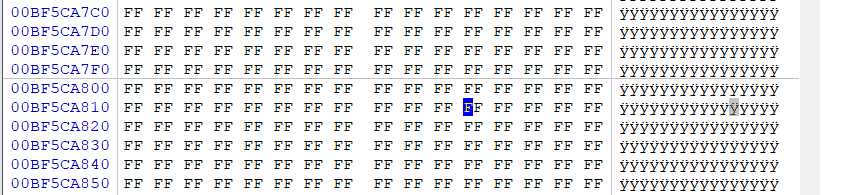 00BF5CA7C0 FF FF FF FF FF FF FF FF FF FF FF FF FF FF FF FF ÿÿÿÿÿÿÿÿÿÿÿÿÿÿÿÿ
00BF5CA7D0 FF FF FF FF FF FF FF FF FF FF FF FF FF FF FF FF ÿÿÿÿÿÿÿÿÿÿÿÿÿÿÿÿ
00BF5CA7E0 FF FF FF FF FF FF FF FF FF FF FF FF FF FF FF FF ÿÿÿÿÿÿÿÿÿÿÿÿÿÿÿÿ
00BF5CA7F0 FF FF FF FF FF FF FF FF FF FF FF FF FF FF FF FF ÿÿÿÿÿÿÿÿÿÿÿÿÿÿÿÿ
00BF5CA800 FF FF FF FF FF FF FF FF FF FF FF FF FF FF FF FF ÿÿÿÿÿÿÿÿÿÿÿÿÿÿÿÿ
00BF5CA810 FF FF FF FF FF FF FF FF FF FF FF FF FF FF FF FF ÿÿÿÿÿÿÿÿÿÿÿÿÿÿÿÿ
00BF5CA820 FF FF FF FF FF FF FF FF FF FF FF FF FF FF FF FF ÿÿÿÿÿÿÿÿÿÿÿÿÿÿÿÿ
00BF5CA830 FF FF FF FF FF FF FF FF FF FF FF FF FF FF FF FF ÿÿÿÿÿÿÿÿÿÿÿÿÿÿÿÿ
00BF5CA840 FF FF FF FF FF FF FF FF FF FF FF FF FF FF FF FF ÿÿÿÿÿÿÿÿÿÿÿÿÿÿÿÿ
00BF5CA850 FF FF FF FF FF FF FF FF FF FF FF FF FF FF FF FF ÿÿÿÿÿÿÿÿÿÿÿÿÿÿÿÿ